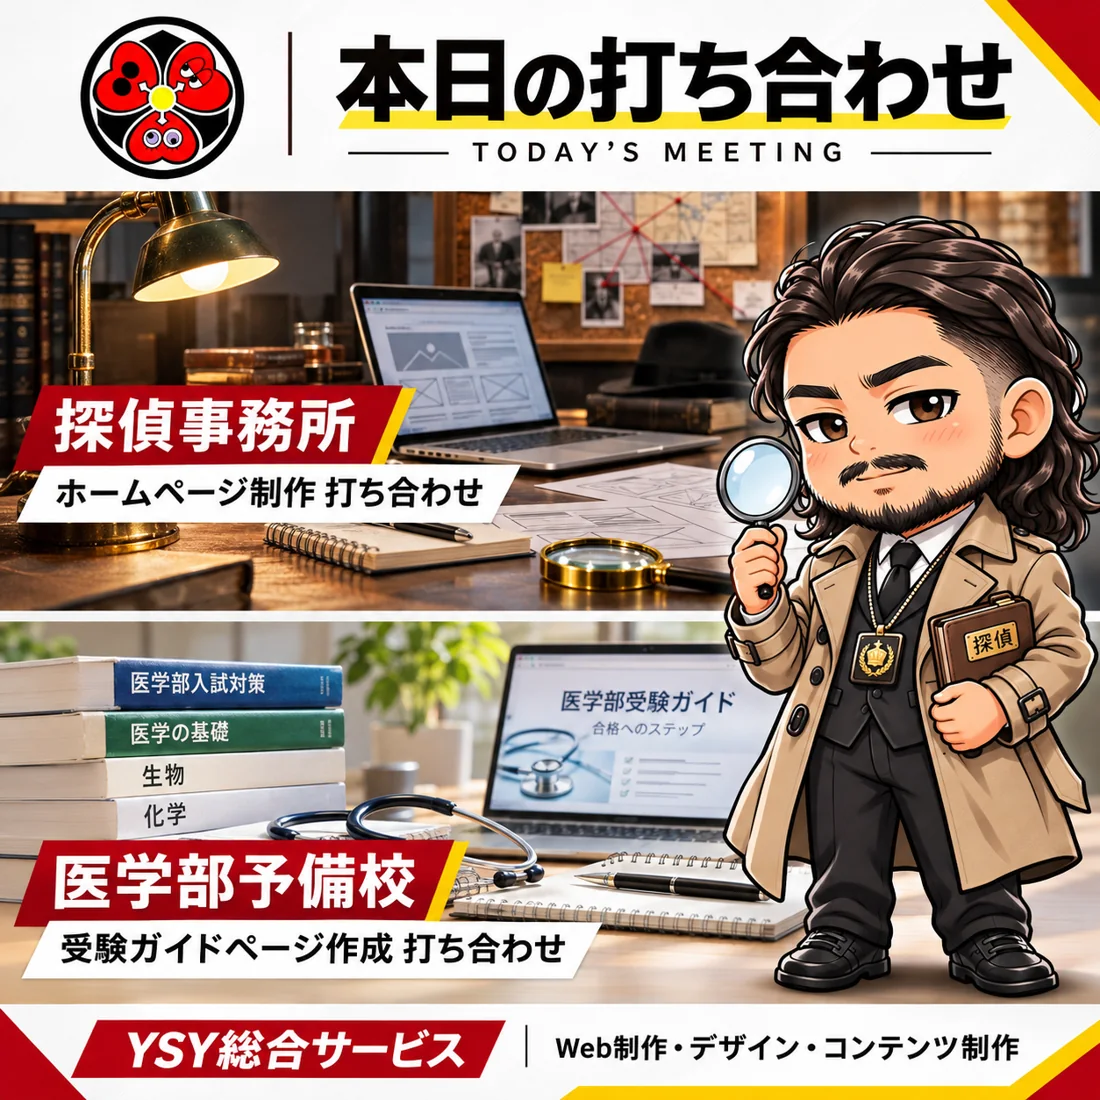 本日の打ち合わせ
TODAY'S MEETING
探偵事務所
ホームページ制作 打ち合わせ
探偵
医学部入試対策
医学の基礎
生物
化学
医学部受験ガイド
合格へのステップ
医学部予備校
受験ガイドページ作成 打ち合わせ
YSY総合サービス
Web制作・デザイン・コンテンツ制作